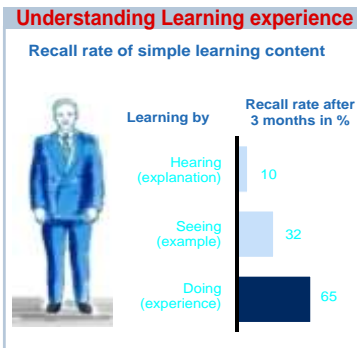 Understanding Learning experience
Recall rate of simple learning content
Learning by
Recall rate after
3 months in %
Hearing
(explanation)
10
Seeing
(example)
32
Doing
(experience)
65